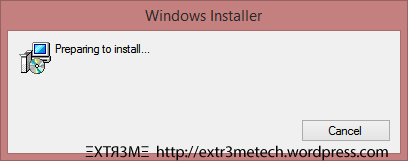 Windows Installer
Preparing to install...
Cancel
ΞXTЯ3MΞ http://extr3metech.wordpress.com